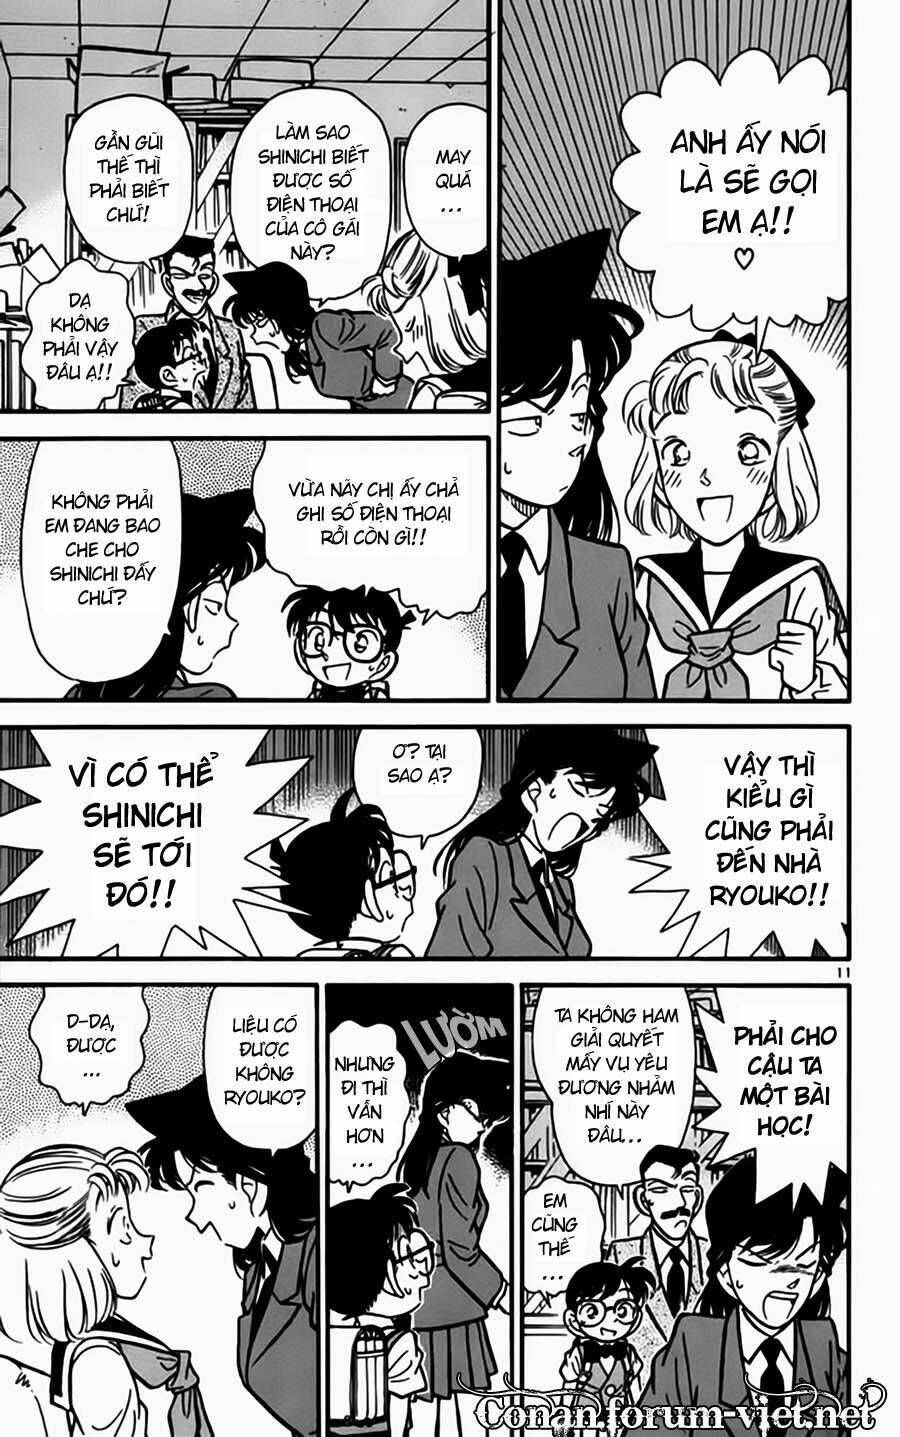 ANH ẤY NÓI
LÀ SẼ GỌI
EM Ạ!!
♡
MAY
QUÁ
...
LÀM SAO
SHINICHI BIẾT
ĐƯỢC SỐ
ĐIỆN THOẠI
CỦA CÔ GÁI
NÀY?
GẦN GŨI
THẾ THÌ
PHẢI BIẾT
CHỨ!
DẠ
KHÔNG
PHẢI VẬY
ĐÂU Ạ!!
VỪA NÃY CHỊ ẤY CHẢ
GHI SỐ ĐIỆN THOẠI
RỒI CÒN GÌ!!
KHÔNG PHẢI
EM ĐANG BAO
CHE CHO
SHINICHI ĐẤY
CHỨ?
VẬY THÌ
KIỂU GÌ
CŨNG PHẢI
ĐẾN NHÀ
RYOUKO!!
Ơ? TẠI
SAO Ạ?
VÌ CÓ THỂ
SHINICHI
SẼ TỚI
ĐÓ!!
11
PHẢI CHO
CẬU TA
MỘT BÀI
HỌC!
TA KHÔNG HAM
GIẢI QUYẾT
MẤY VỤ YÊU
ĐƯƠNG NHẢM
NHÍ NÀY
ĐÂU...
EM
CŨNG
THẾ
...
LƯỜM
NHƯNG
ĐI THÌ
VẪN
HƠN
...
LIỆU CÓ
ĐƯỢC
KHÔNG
RYOUKO?
D-DẠ,
ĐƯỢC
...
Conan.forum-viet.net